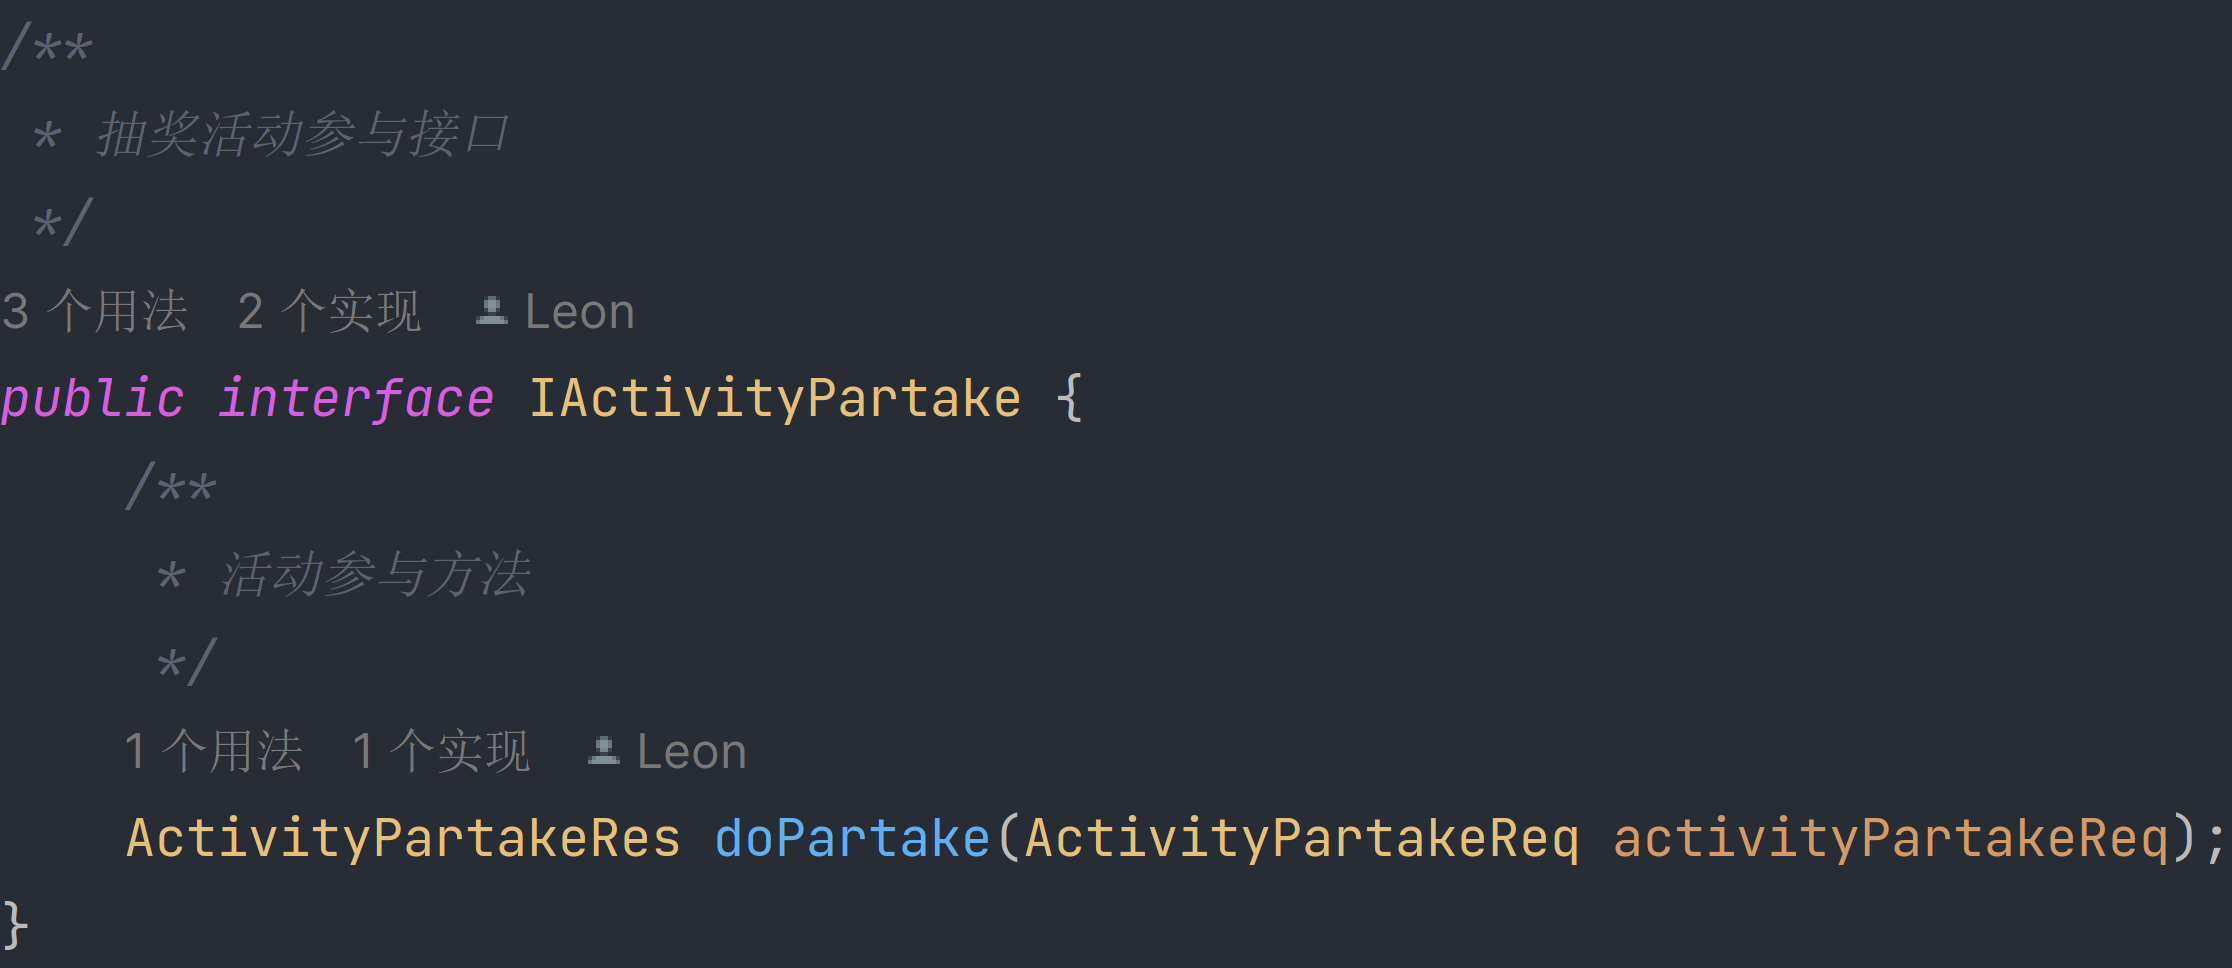 /**
 * 抽奖活动参与接口
 */
3 个用法 2 个实现 Leon
public interface IActivityPartake {
    /**
     * 活动参与方法
     */
    1 个用法 1 个实现 Leon
    ActivityPartakeRes doPartake(ActivityPartakeReq activityPartakeReq);
}